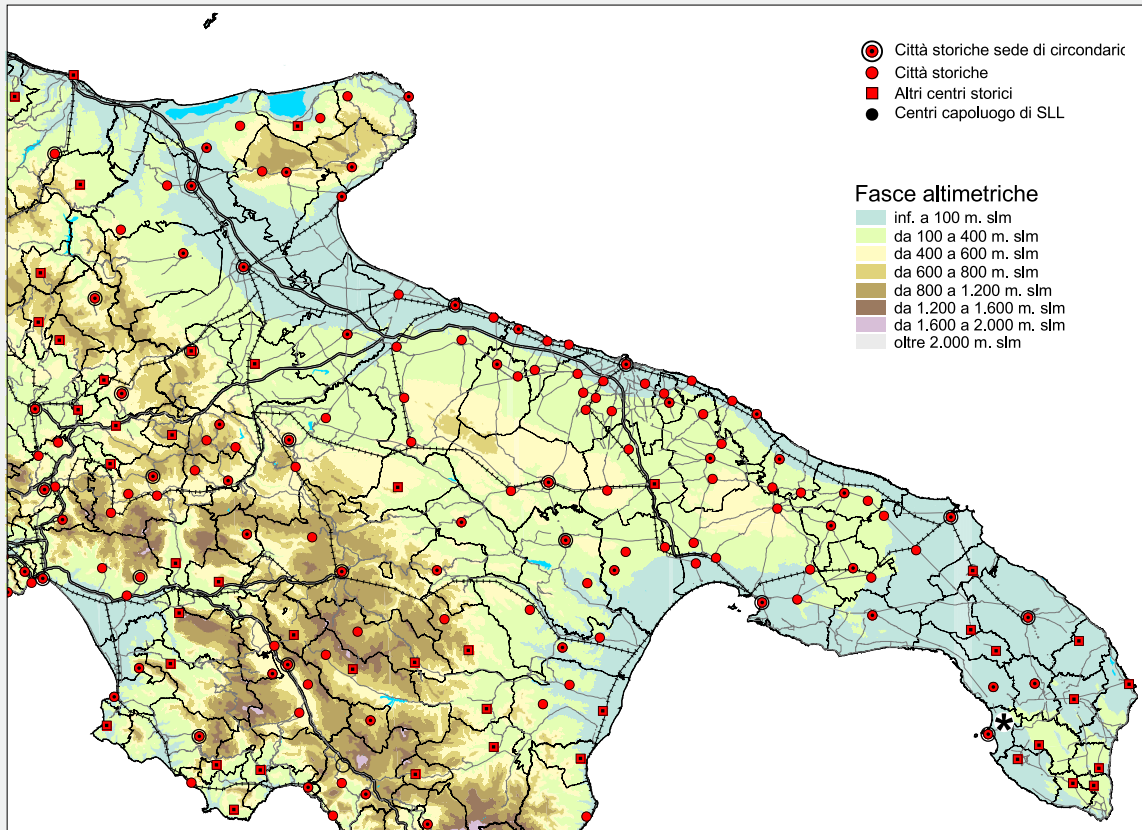 Città storiche sede di circondaric
Città storiche
Altri centri storici
Centri capoluogo di SLL
Fasce altimetriche
inf. a 100 m. slm
da 100 a 400 m. slm
da 400 a 600 m. slm
da 600 a 800 m. slm
da 800 a 1.200 m. slm
da 1.200 a 1.600 m. slm
da 1.600 a 2.000 m. slm
oltre 2.000 m. slm
*